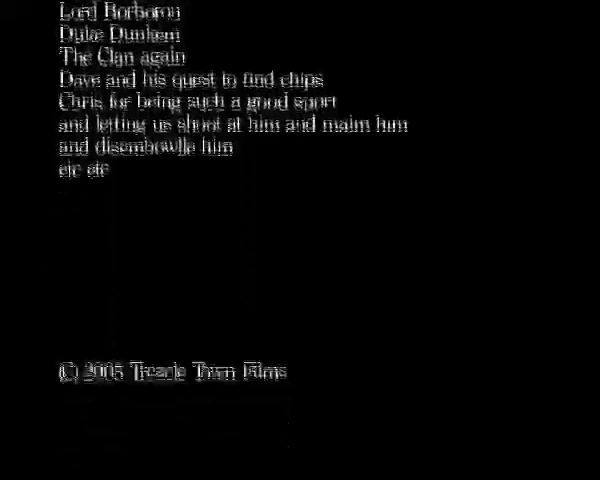 Lord Borborou
Duke Dunkem
The Clan again
Dave and his quest to find chips
Chris for being such a good sport
and letting us shoot at him and maim him
and disembowlle him
etc etc
(C) 2005 Treacle Town Films